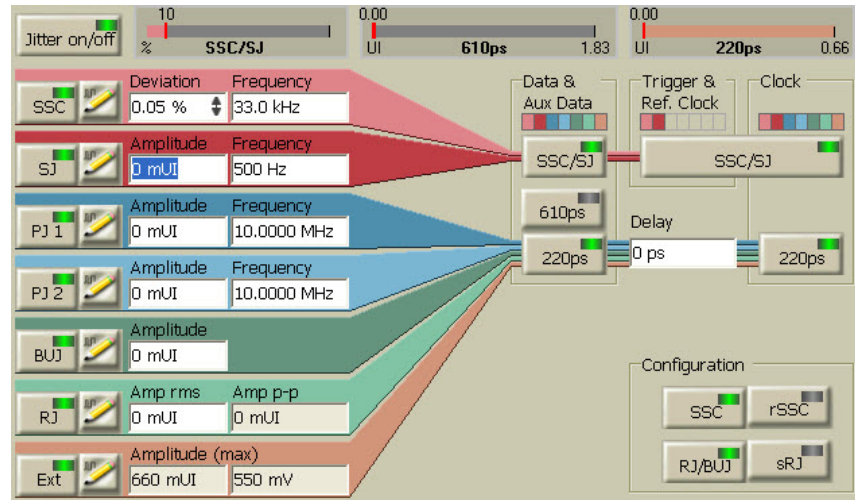 Jitter on/off
10
% SSC/SJ
0.00
UI 610ps 1.83
0.00
UI 220ps 0.66
SSC
Deviation Frequency
0.05 % 33.0 kHz
SJ
Amplitude Frequency
0 mUI 500 Hz
PJ 1
Amplitude Frequency
0 mUI 10.0000 MHz
PJ 2
Amplitude Frequency
0 mUI 10.0000 MHz
BUJ
Amplitude
0 mUI
RJ
Amp rms Amp p-p
0 mUI 0 mUI
Ext
Amplitude (max)
660 mUI 550 mV
Data &
Aux Data
SSC/SJ
610ps
220ps
Trigger &
Ref. Clock
Clock
SSC/SJ
Delay
0 ps
220ps
Configuration
SSC rSSC
RJ/BUJ sRJ